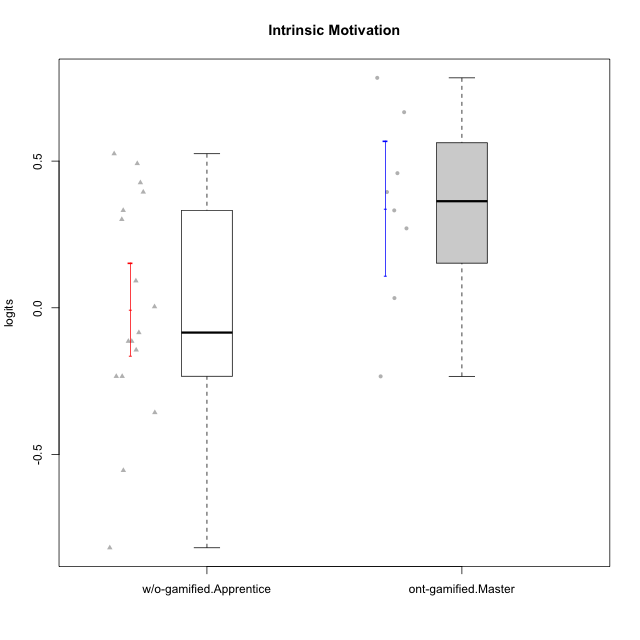 Intrinsic Motivation
logits
0.5
0.0
-0.5
w/o-gamified.Apprentice
ont-gamified.Master